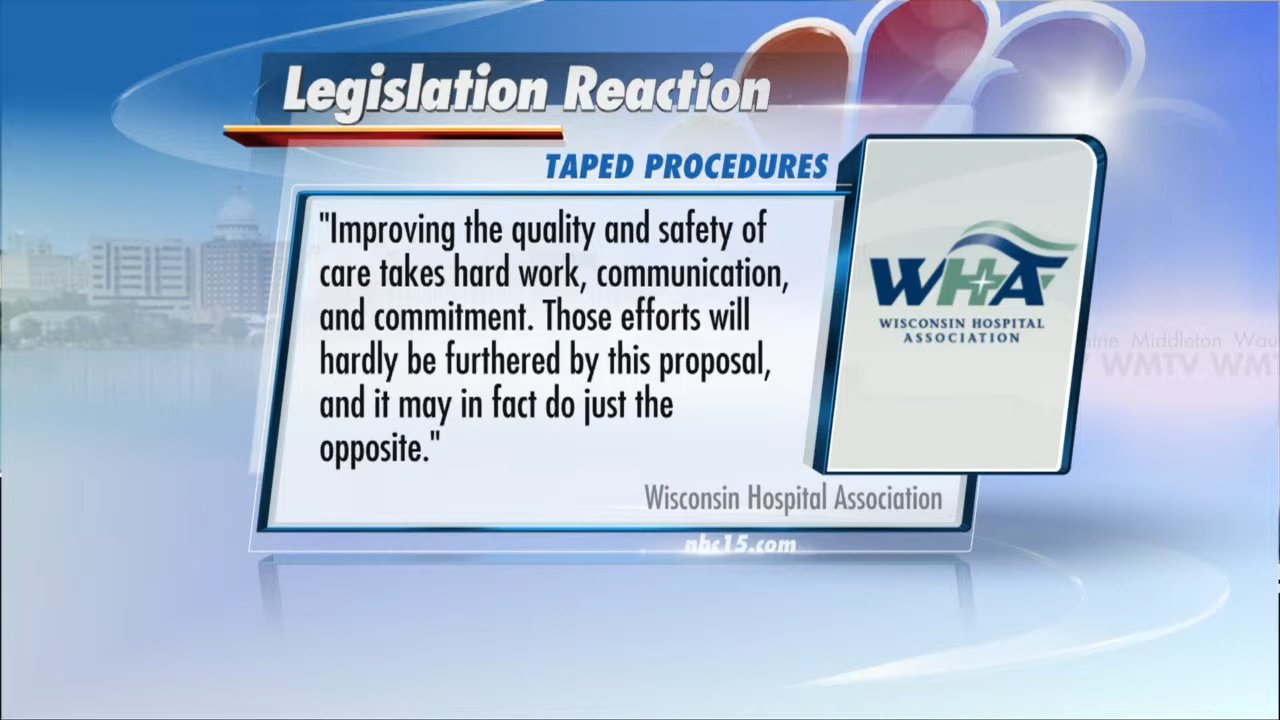 Legislation Reaction
TAPED PROCEDURES
"Improving the quality and safety of
care takes hard work, communication,
and commitment. Those efforts will
hardly be furthered by this proposal,
and it may in fact do just the
opposite."
Wisconsin Hospital Association
nbc15.com
WHA
WISCONSIN HOSPITAL
ASSOCIATION
Middleton
WMTV